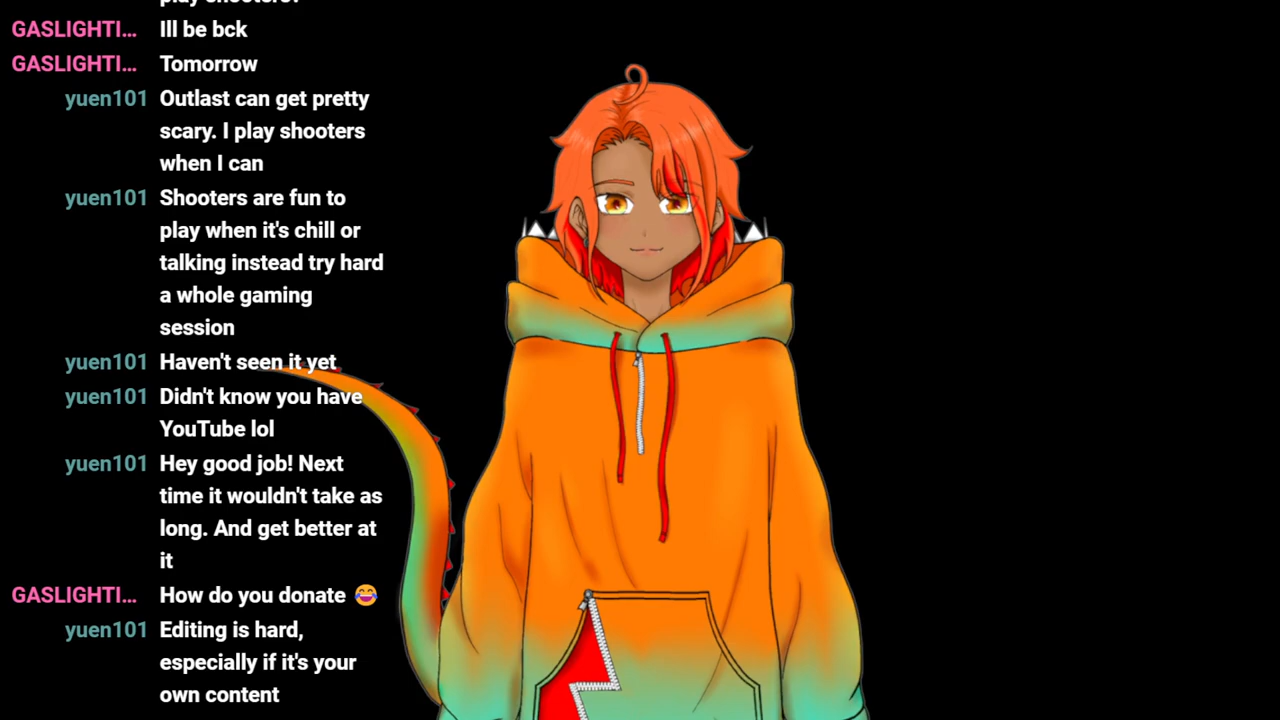 play shooters?
GASLIGHTI... Ill be bck
GASLIGHTI... Tomorrow
yuen101 Outlast can get pretty
scary. I play shooters
when I can
yuen101 Shooters are fun to
play when it's chill or
talking instead try hard
a whole gaming
session
yuen101 Haven't seen it yet
yuen101 Didn't know you have
YouTube lol
yuen101 Hey good job! Next
time it wouldn't take as
long. And get better at
it
GASLIGHTI... How do you donate 😂
yuen101 Editing is hard,
especially if it's your
own content